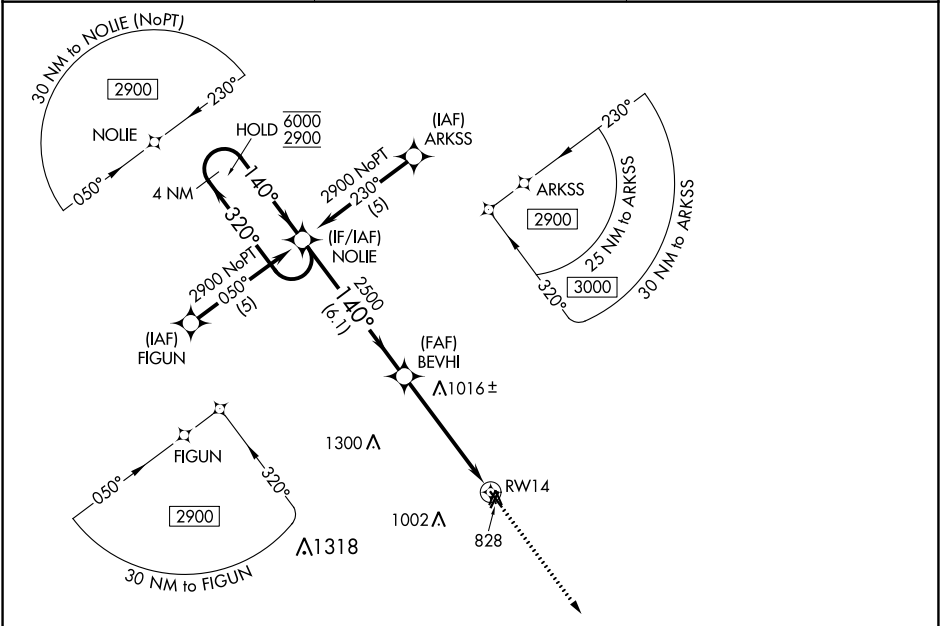 30 NM to NOLIE (NoPT)
2900
230°
NOLIE
050°
HOLD
6000
2900
4 NM
140°
320°
(IAF)
ARKSS
2900 NoPT
230°
(5)
(IF/IAF)
NOLIE
2900 NoPT
050°
(5)
(IAF)
FIGUN
2500
140°
(6.1)
(FAF)
BEVHI
1016 ±
1300
RW14
1002
828
1318
230°
ARKSS
2900
25 NM to ARKSS
320°
3000
30 NM to ARKSS
FIGUN
050°
320°
2900
30 NM to FIGUN